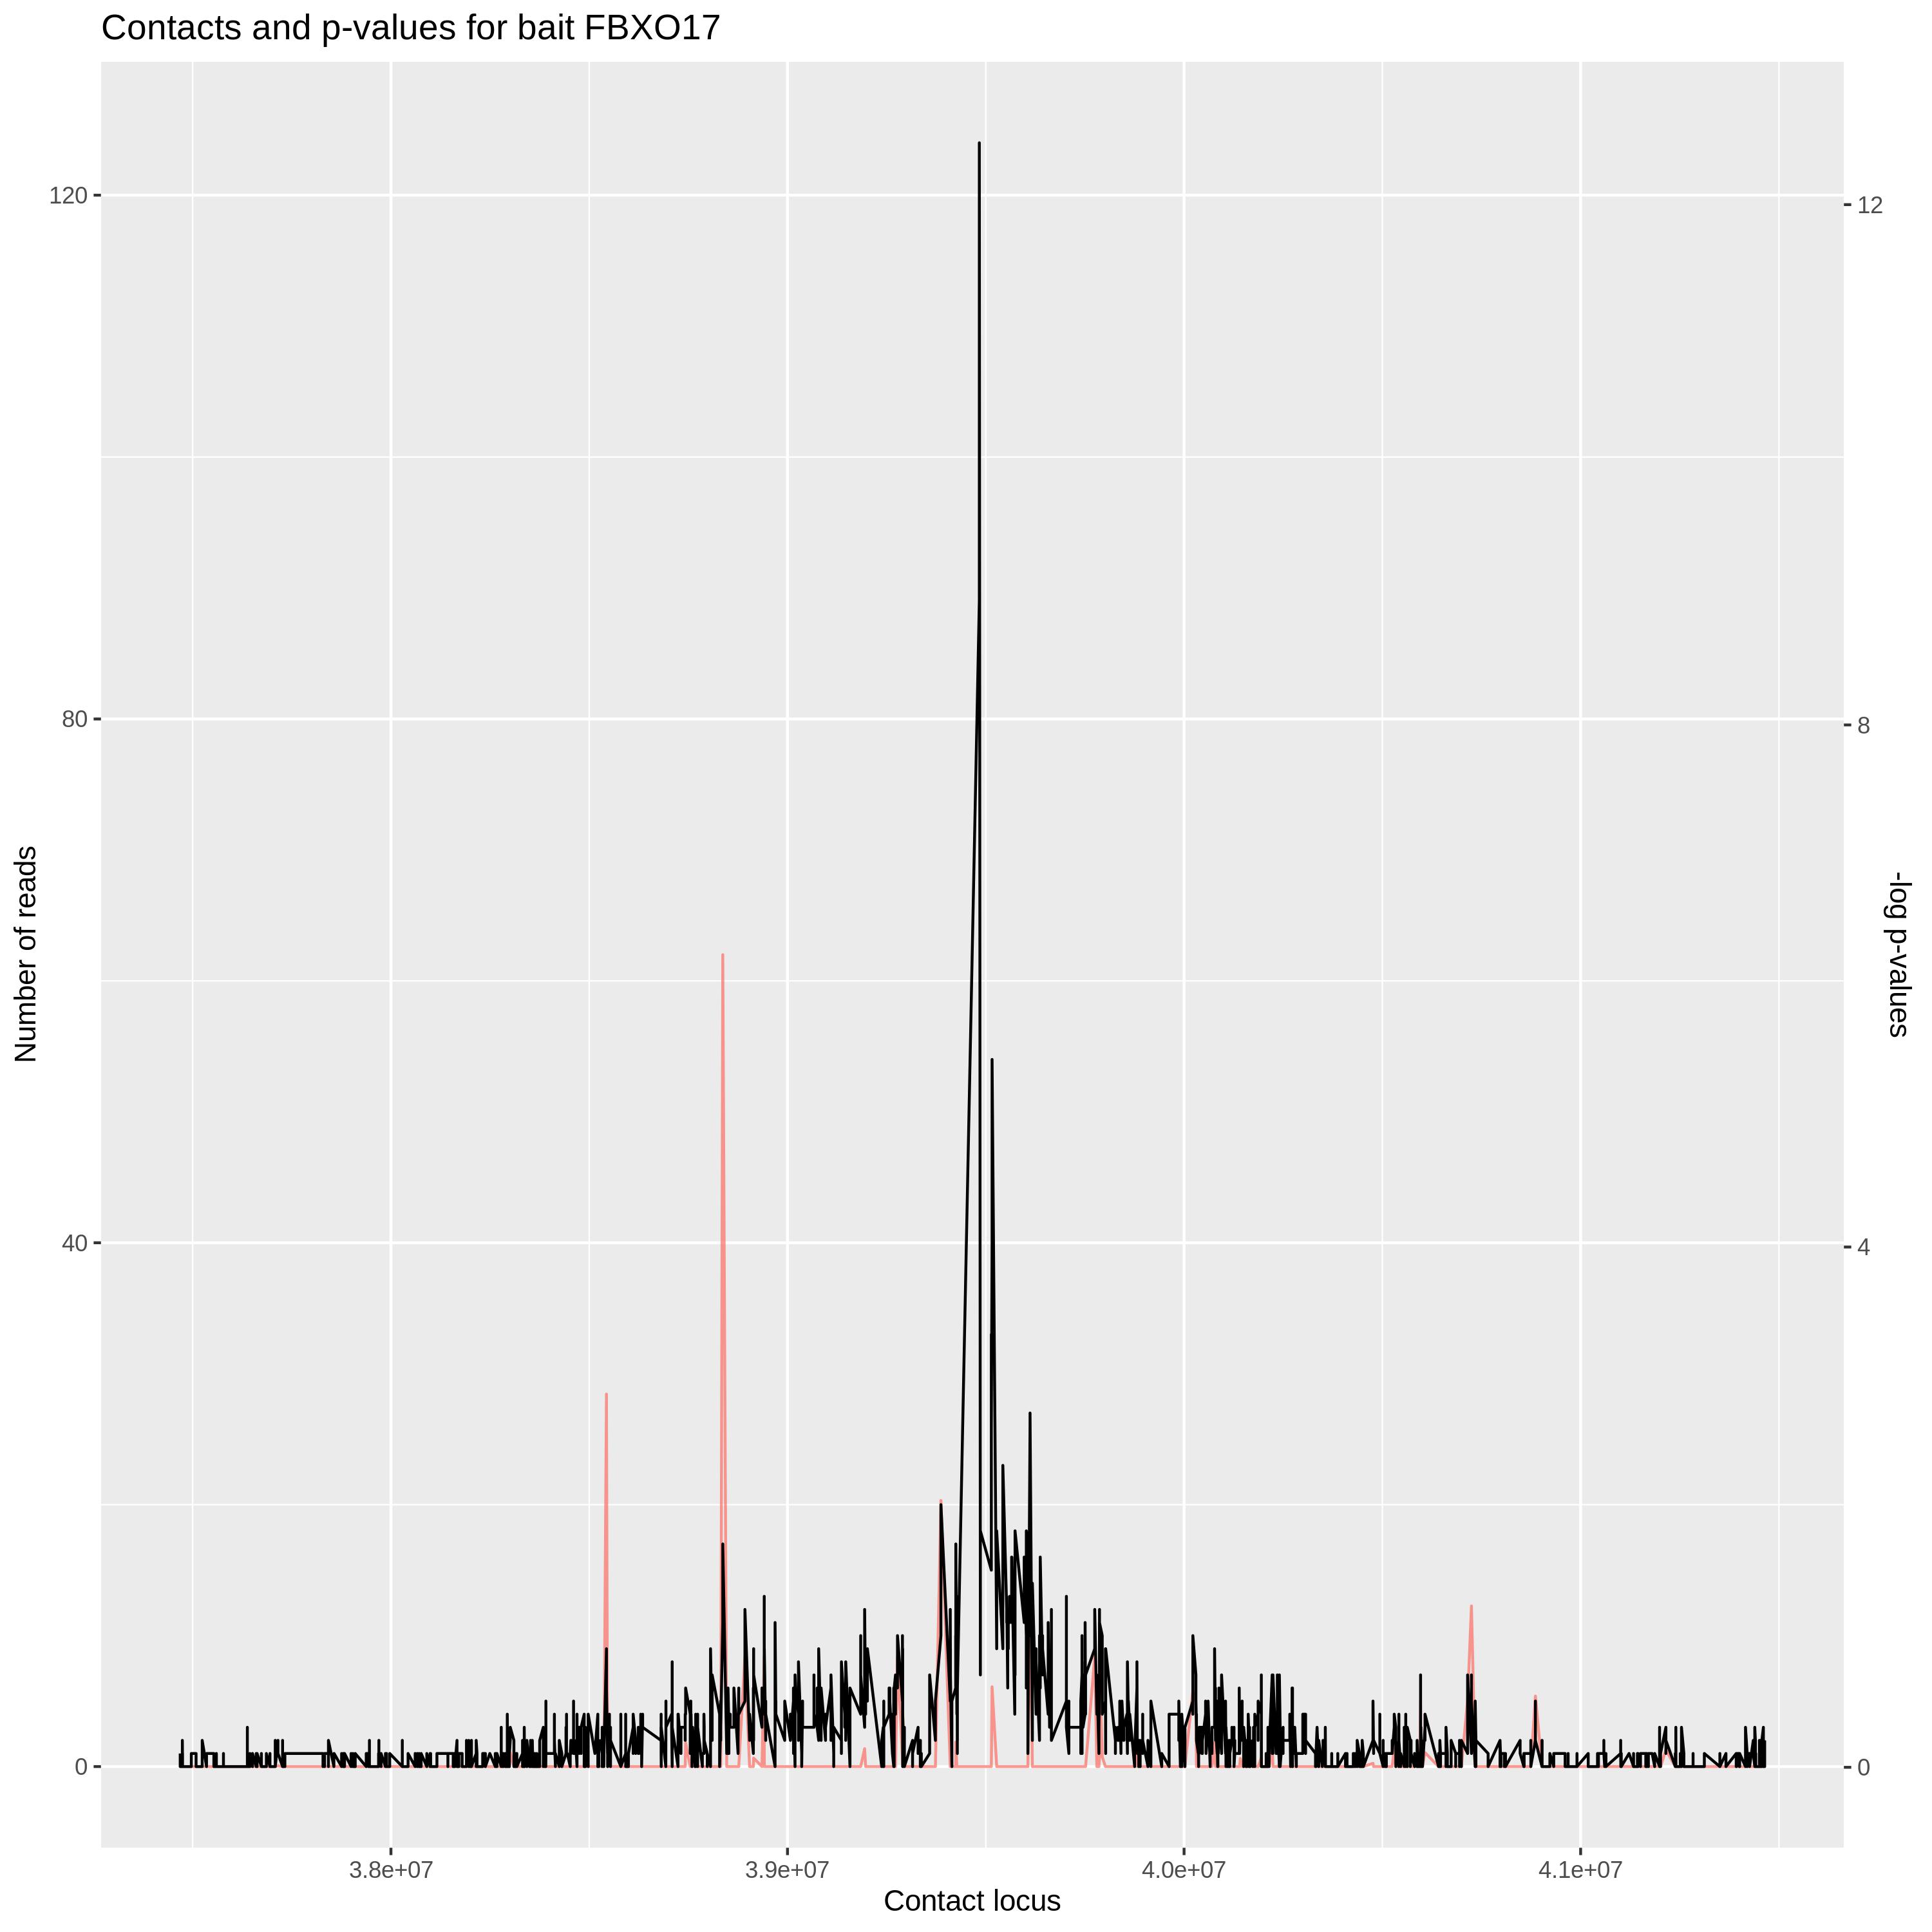 Contacts and p-values for bait FBXO17
120
80
40
0
12
8
4
0
Number of reads
-log p-values
3.8e+07
3.9e+07
4.0e+07
4.1e+07
Contact locus